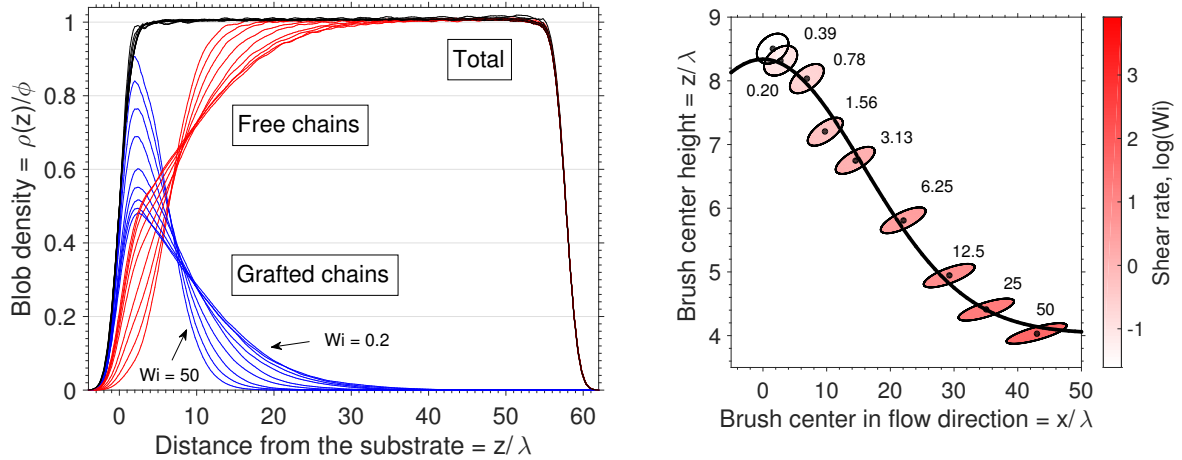 Blob density = ρ(z)/ϕ
1
0.8
0.6
0.4
0.2
0
Total
Free chains
Grafted chains
Wi = 50
Wi = 0.2
0 10 20 30 40 50 60
Distance from the substrate = z/ λ
Brush center height = z/ λ
9
8
7
6
5
4
0.39
0.78
0.20
1.56
3.13
6.25
12.5
25
50
0 10 20 30 40 50
Brush center in flow direction = x/ λ
3
2
1
0
-1
Shear rate, log(Wi)